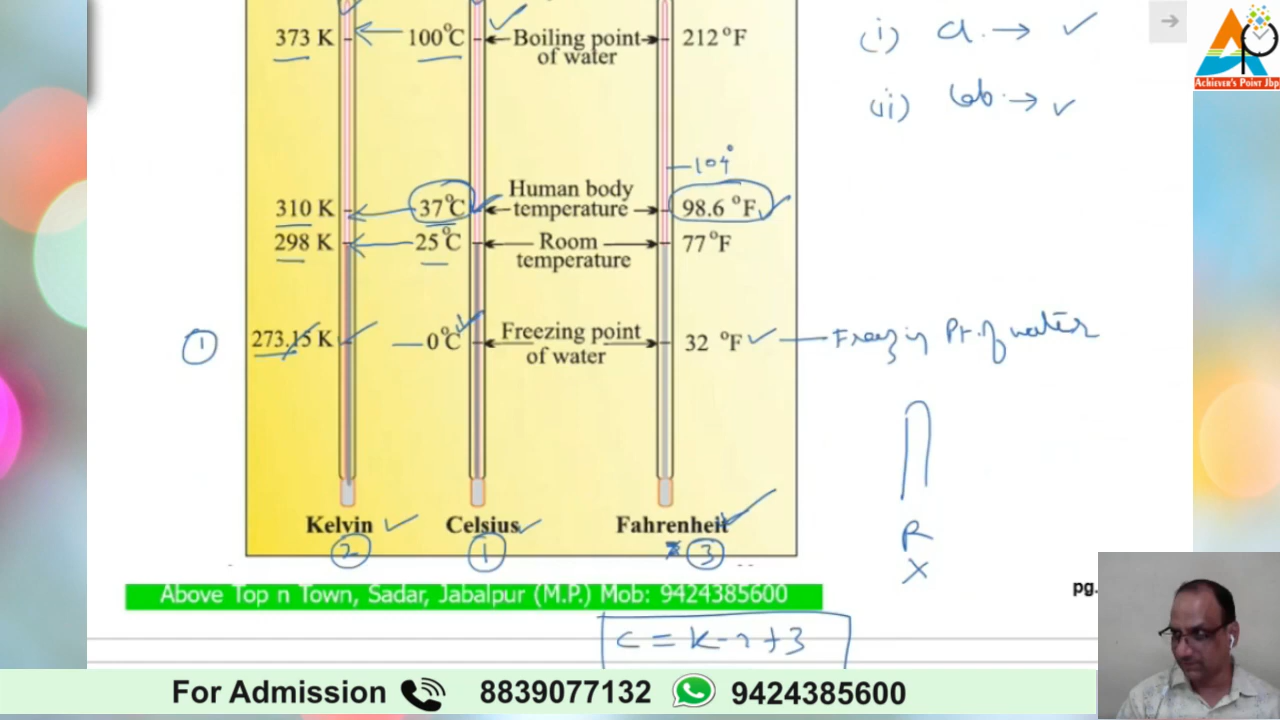 373 K 100°C Boiling point of water 212 °F
(i)
(ii)
ACHIEVER'S POINT JBP
104°
310 K 37°C Human body temperature 98.6 °F
298 K 25°C Room temperature 77 °F
① 273.15 K 0°C Freezing point of water 32 °F Freezing Pt. of water
R
X
Kelvin Celsius Fahrenheit
② ① ③
Above Top n Town, Sadar, Jabalpur (M.P.) Mob: 9424385600
pg.
For Admission 8839077132 9424385600